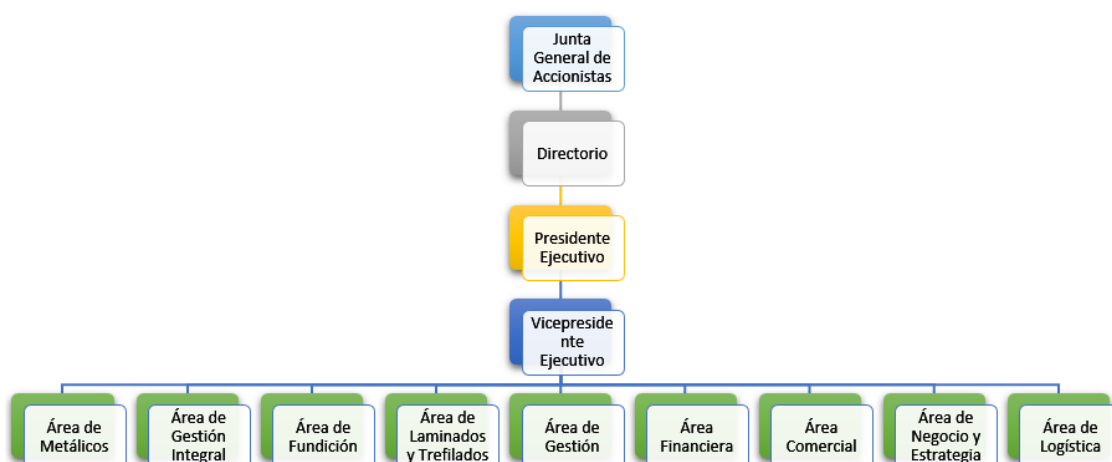 Junta
General de
Accionistas
Directorio
Presidente
Ejecutivo
Vicepreside
nte
Ejecutivo
Área de
Metálicos
Área de
Gestión
Integral
Área de
Fundición
Área de
Laminados
y Trefilados
Área de
Gestión
Área
Financiera
Área
Comercial
Área de
Negocio y
Estrategia
Área de
Logística